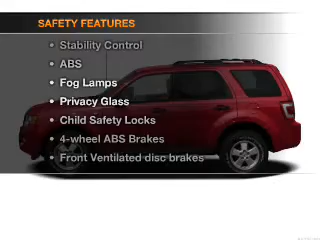 SAFETY FEATURES
• Stability Control
• ABS
• Fog Lamps
• Privacy Glass
• Child Safety Locks
• 4-wheel ABS Brakes
• Front Ventilated disc brakes